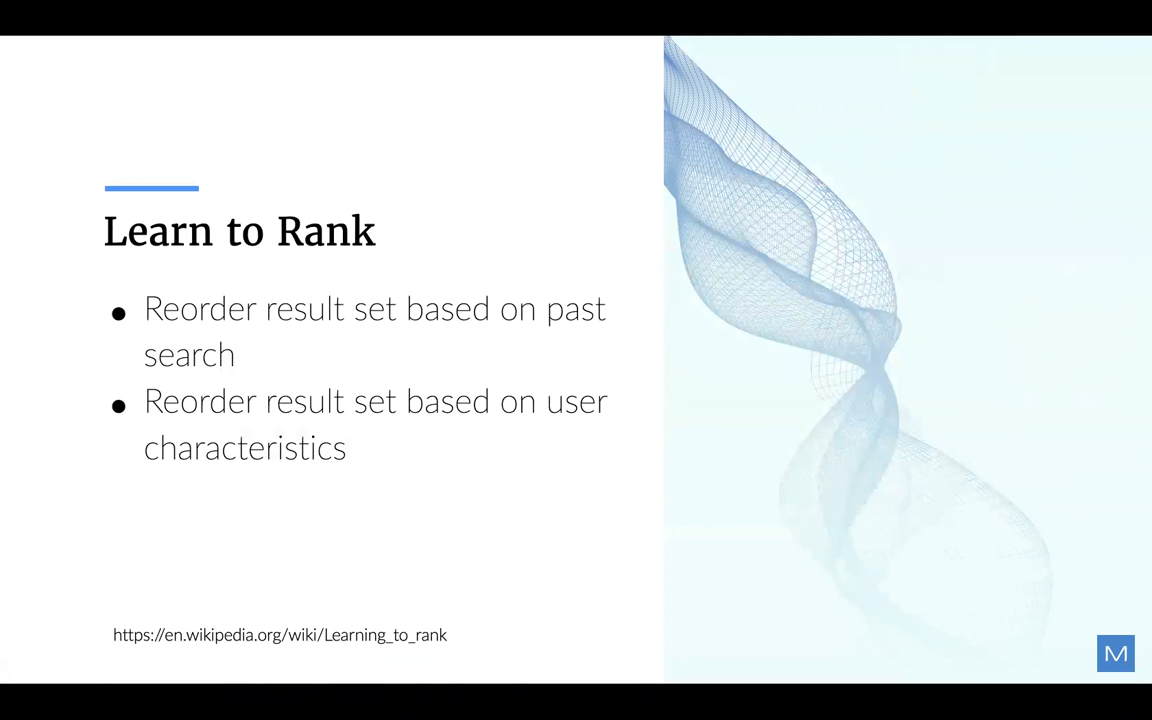 Learn to Rank
● Reorder result set based on past
search
● Reorder result set based on user
characteristics
https://en.wikipedia.org/wiki/Learning_to_rank
M